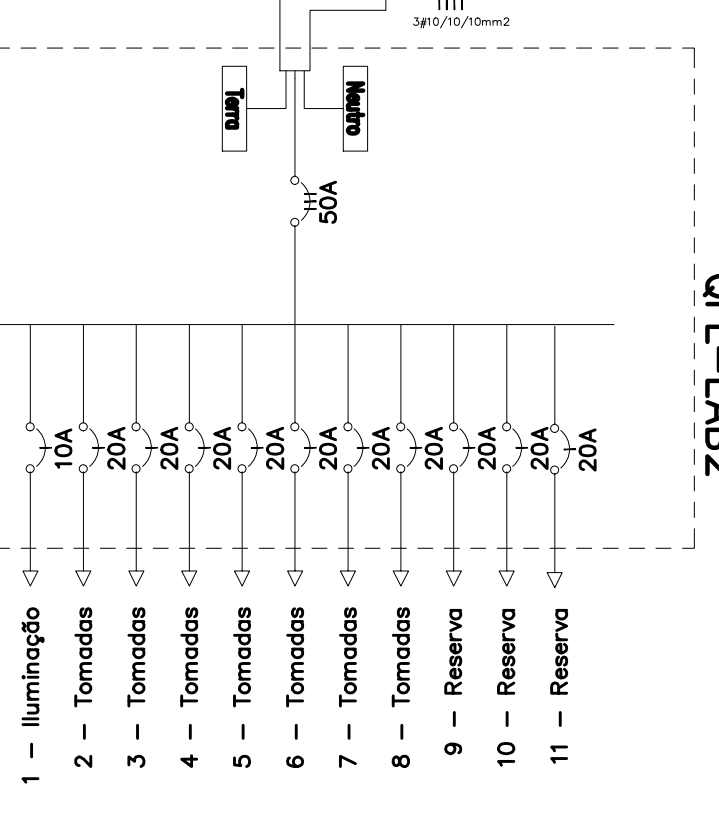 3#10/10/10mm2
Terra
Neutro
50A
10A
20A
20A
20A
20A
20A
20A
20A
20A
20A
20A
1 - Iluminação
2 - Tomadas
3 - Tomadas
4 - Tomadas
5 - Tomadas
6 - Tomadas
7 - Tomadas
8 - Tomadas
9 - Reserva
10 - Reserva
11 - Reserva